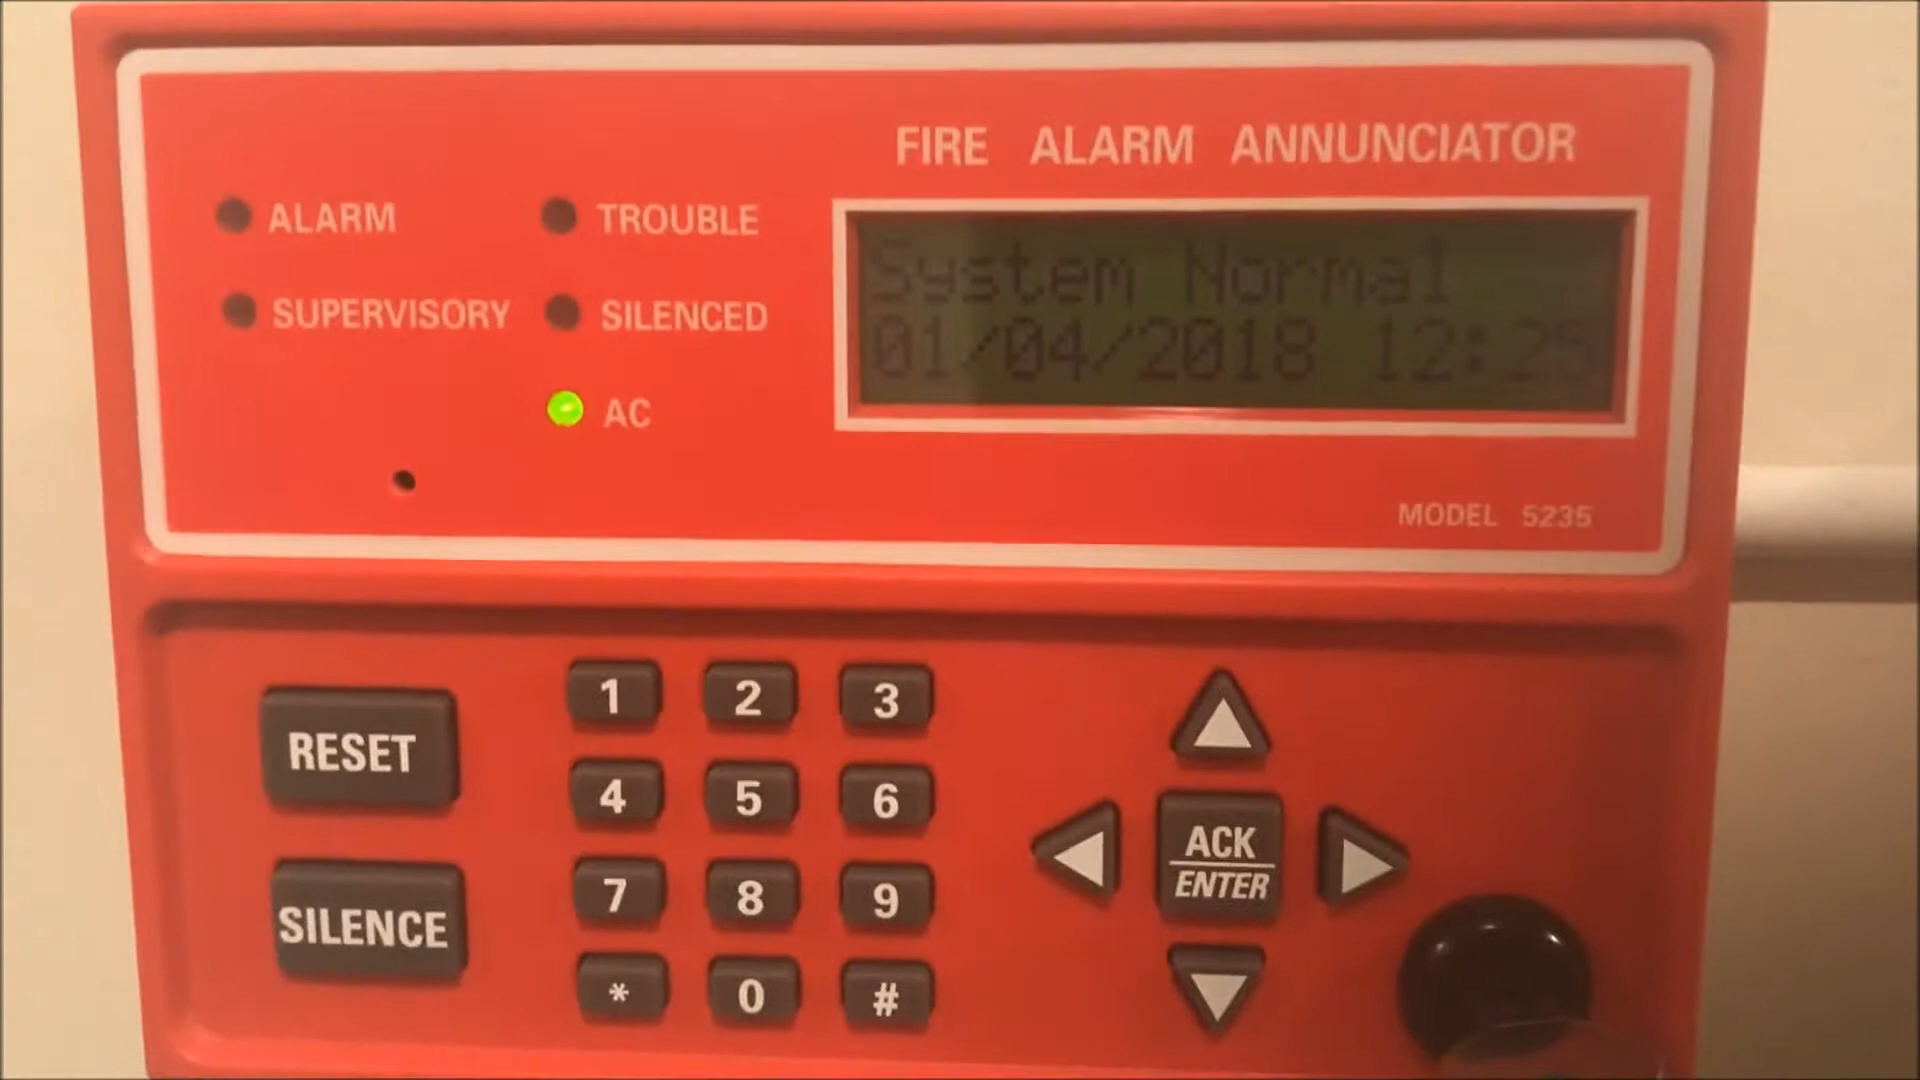 FIRE ALARM ANNUNCIATOR
ALARM
TROUBLE
SUPERVISORY
SILENCED
AC
System Normal
01/04/2018 12:25
MODEL 5235
RESET
SILENCE
1 2 3
4 5 6
7 8 9
* 0 #
ACK
ENTER